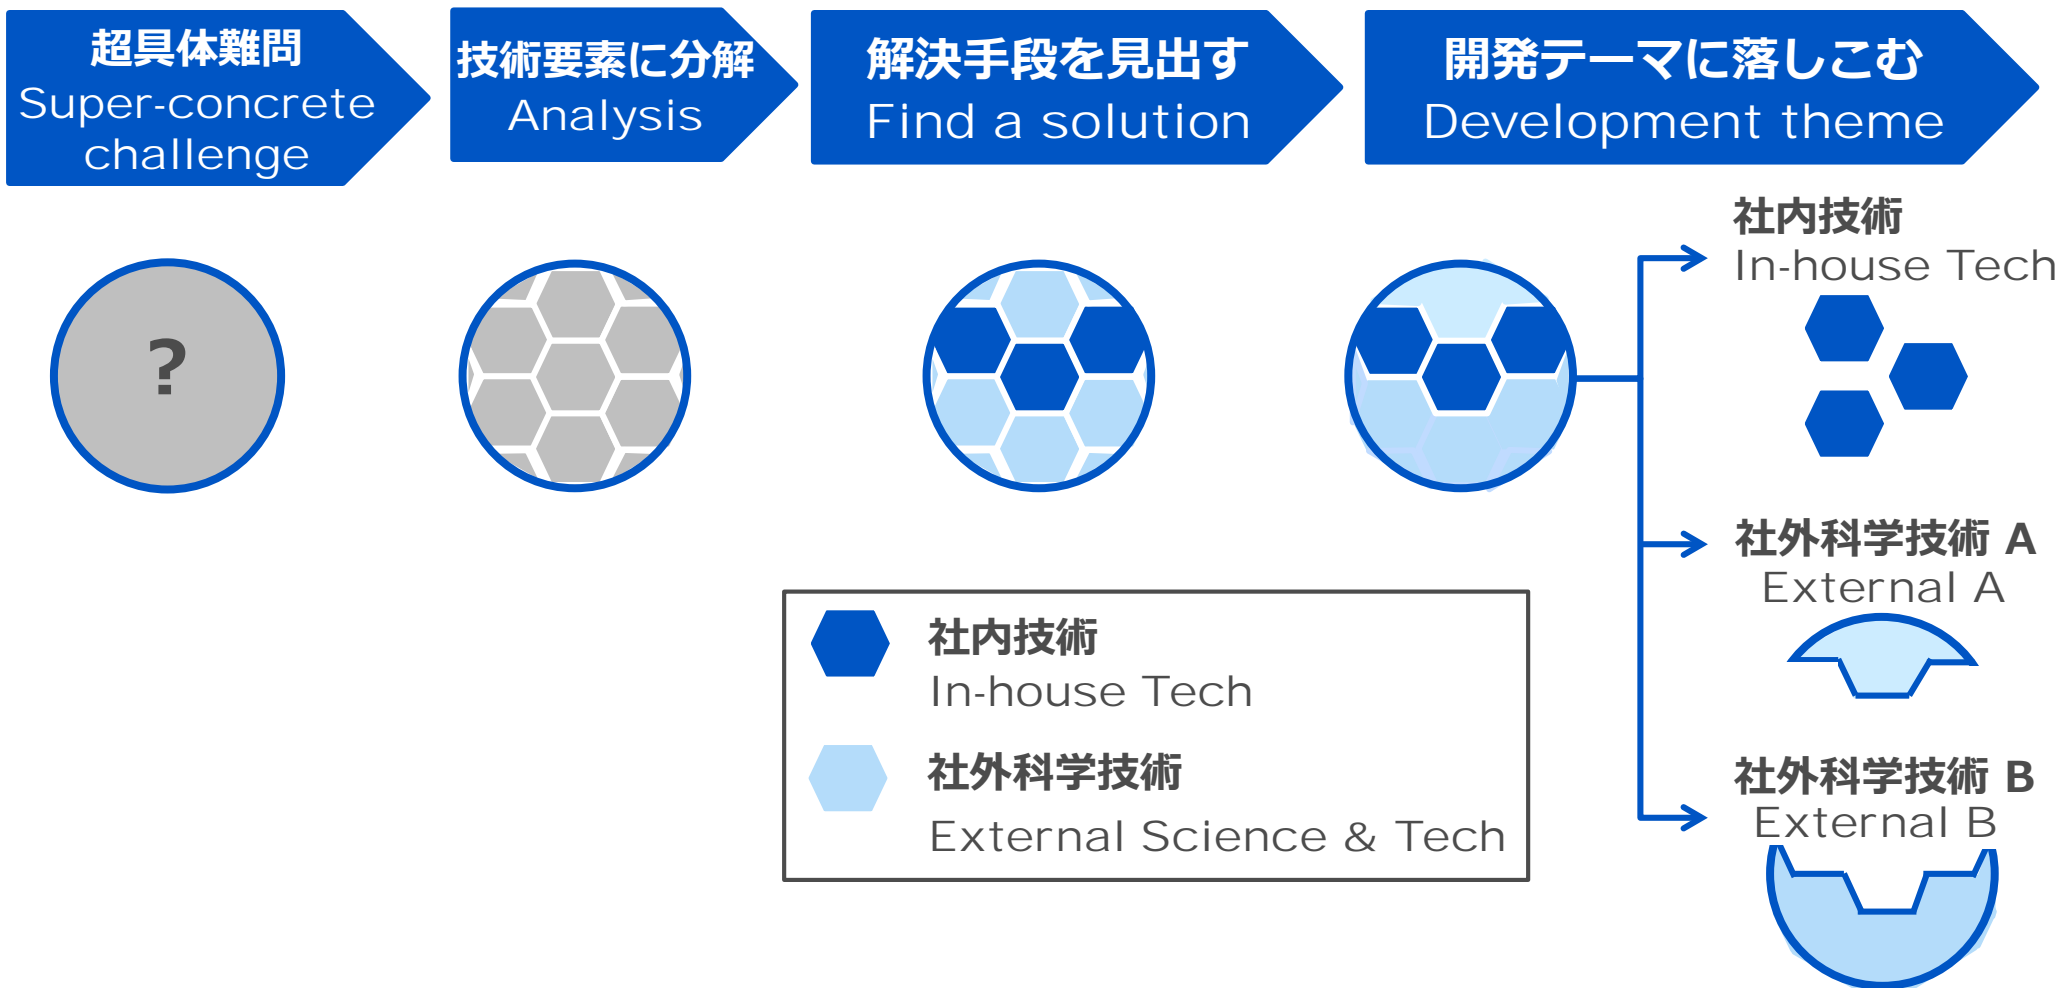 超具体難問
Super-concrete
challenge
技術要素に分解
Analysis
解決手段を見出す
Find a solution
開発テーマに落しこむ
Development theme
?
社内技術
In-house Tech
社外科学技術 A
External A
社外科学技術 B
External B
社内技術
In-house Tech
社外科学技術
External Science & Tech